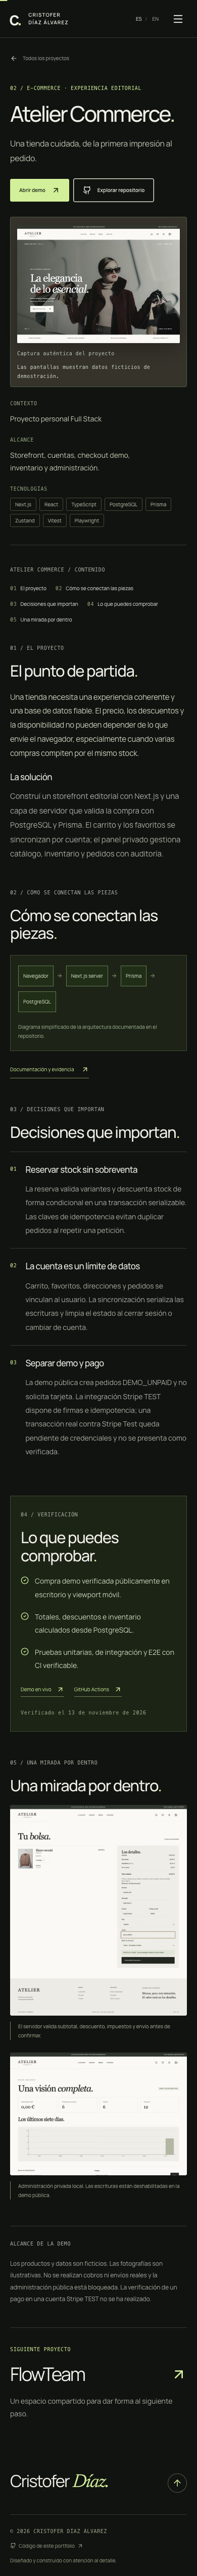 CRISTOFER
DÍAZ ÁLVAREZ
ES / EN
Todos los proyectos
02 / E-COMMERCE · EXPERIENCIA EDITORIAL
Atelier Commerce.
Una tienda cuidada, de la primera impresión al
pedido.
Abrir demo
Explorar repositorio
ATELIER
La elegancia
de lo esencial.
Captura auténtica del proyecto
Las pantallas muestran datos ficticios de
demostración.
CONTEXTO
Proyecto personal Full Stack
ALCANCE
Storefront, cuentas, checkout demo,
inventario y administración.
TECNOLOGÍAS
Next.js React TypeScript PostgreSQL Prisma
Zustand Vitest Playwright
ATELIER COMMERCE / CONTENIDO
01 El proyecto 02 Cómo se conectan las piezas
03 Decisiones que importan 04 Lo que puedes comprobar
05 Una mirada por dentro
01 / EL PROYECTO
El punto de partida.
Una tienda necesita una experiencia coherente y
una base de datos fiable. El precio, los descuentos y
la disponibilidad no pueden depender de lo que
envíe el navegador, especialmente cuando varias
compras compiten por el mismo stock.
La solución
Construí un storefront editorial con Next.js y una
capa de servidor que valida la compra con
PostgreSQL y Prisma. El carrito y los favoritos se
sincronizan por cuenta; el panel privado gestiona
catálogo, inventario y pedidos con auditoría.
02 / CÓMO SE CONECTAN LAS PIEZAS
Cómo se conectan las
piezas.
Navegador → Next.js server → Prisma →
PostgreSQL
Diagrama simplificado de la arquitectura documentada en el
repositorio.
Documentación y evidencia
03 / DECISIONES QUE IMPORTAN
Decisiones que importan.
01 Reservar stock sin sobreventa
La reserva valida variantes y descuenta stock de
forma condicional en una transacción serializable.
Las claves de idempotencia evitan duplicar
pedidos al repetir una petición.
02 La cuenta es un límite de datos
Carrito, favoritos, direcciones y pedidos se
vinculan al usuario. La sincronización serializa las
escrituras y limpia el estado al cerrar sesión o
cambiar de cuenta.
03 Separar demo y pago
La demo pública crea pedidos DEMO_UNPAID y no
solicita tarjeta. La integración Stripe TEST
dispone de firmas e idempotencia; una
transacción real contra Stripe Test queda
pendiente de credenciales y no se presenta como
verificada.
04 / VERIFICACIÓN
Lo que puedes
comprobar.
Compra demo verificada públicamente en
escritorio y viewport móvil.
Totales, descuentos e inventario
calculados desde PostgreSQL.
Pruebas unitarias, de integración y E2E con
CI verificable.
Demo en vivo GitHub Actions
Verificado el 13 de noviembre de 2026
05 / UNA MIRADA POR DENTRO
Una mirada por dentro.
ATELIER
Tu bolsa.
Los detalles.
ATELIER
El servidor valida subtotal, descuento, impuestos y envío antes de
confirmar.
ATELIER
Una visión completa.
0,00 €
Los últimos siete días.
Administración privada local. Las escrituras están deshabilitadas en la
demo pública.
ALCANCE DE LA DEMO
Los productos y datos son ficticios. Las fotografías son
ilustrativas. No se realizan cobros ni envíos reales y la
administración pública está bloqueada. La verificación de un
pago en una cuenta Stripe TEST no se ha realizado.
SIGUIENTE PROYECTO
FlowTeam
Un espacio compartido para dar forma al siguiente
paso.
Cristofer Díaz.
© 2026 CRISTOFER DÍAZ ÁLVAREZ
Código de este portfolio
Diseñado y construido con atención al detalle.